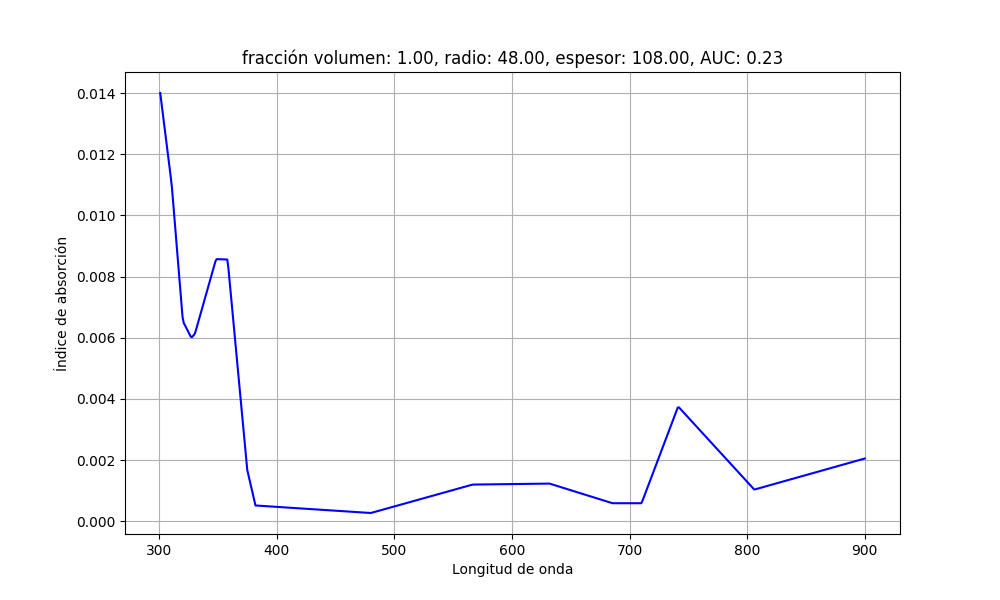 fracción volumen: 1.00, radio: 48.00, espesor: 108.00, AUC: 0.23
Índice de absorción
0.014
0.012
0.010
0.008
0.006
0.004
0.002
0.000
300 400 500 600 700 800 900
Longitud de onda